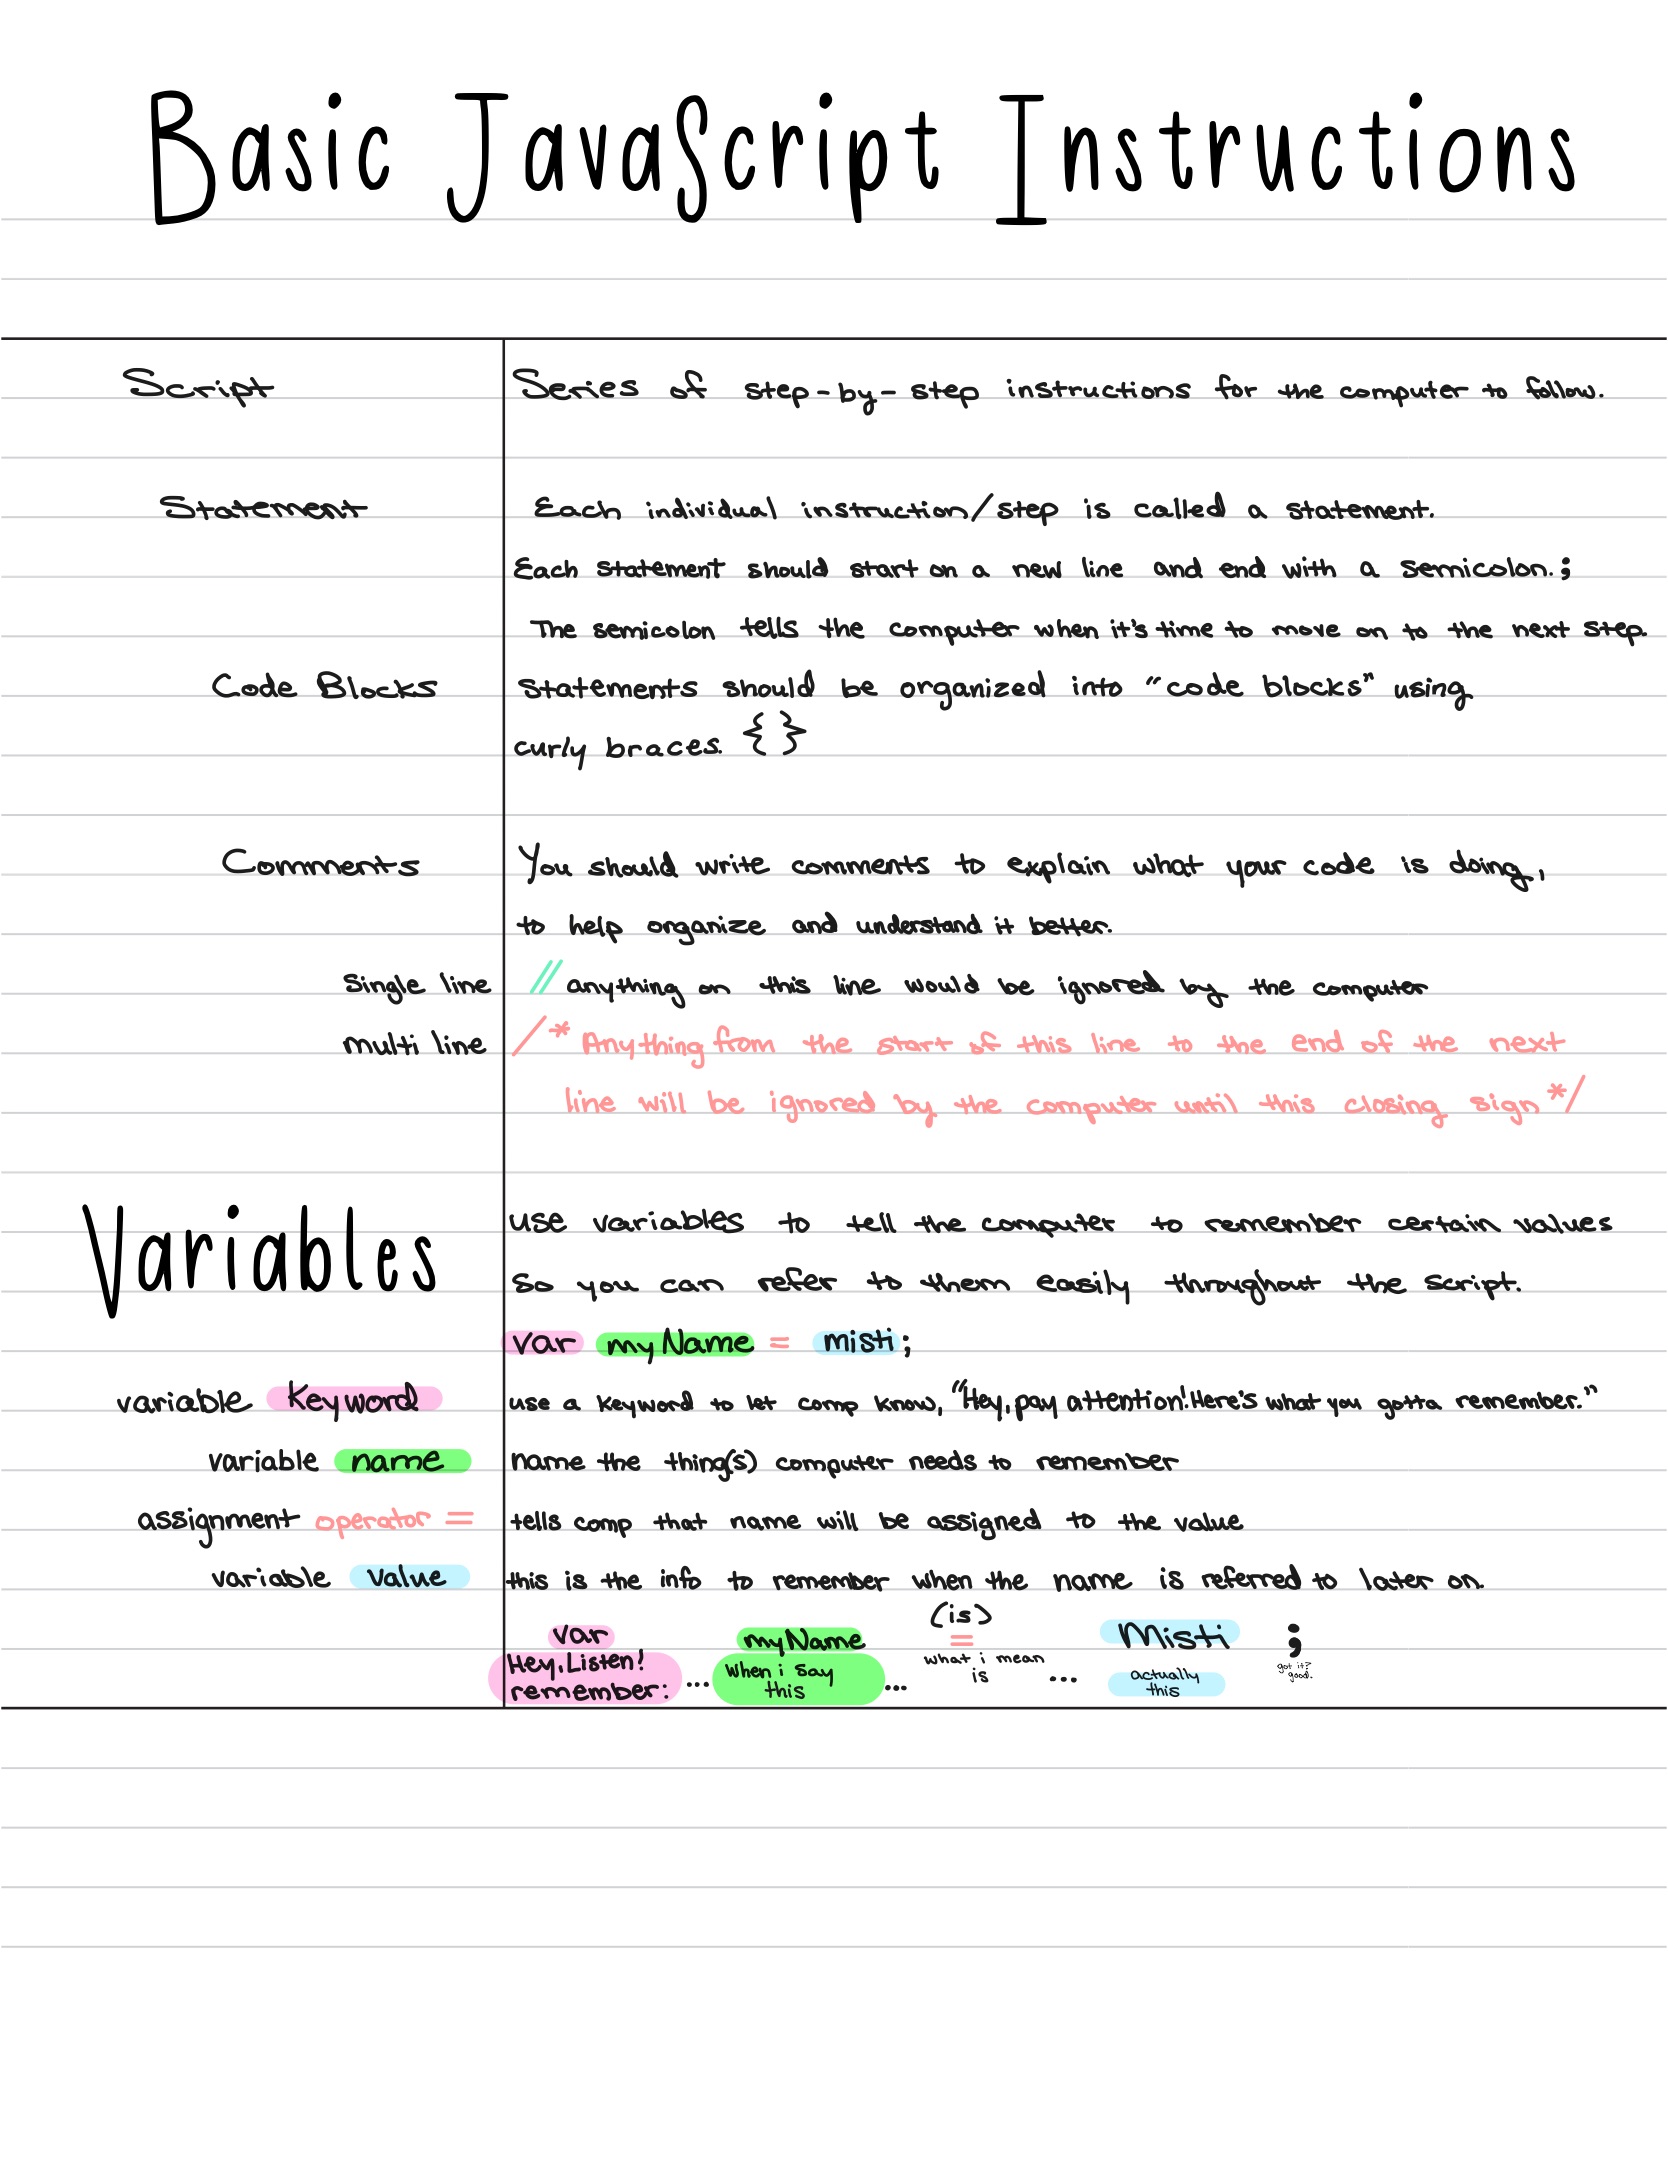 Basic JavaScript Instructions
Script Series of step-by-step instructions for the computer to follow.
Statement Each individual instruction/step is called a statement.
Each statement should start on a new line and end with a semicolon. ;
The semicolon tells the computer when it's time to move on to the next step.
Code Blocks Statements should be organized into "code blocks" using
curly braces. { }
Comments You should write comments to explain what your code is doing,
to help organize and understand it better.
Single line // anything on this line would be ignored by the computer
multi line /* Anything from the start of this line to the end of the next
line will be ignored by the computer until this closing sign */
Variables use variables to tell the computer to remember certain values
so you can refer to them easily throughout the script.
var myName = misti;
variable keyword use a keyword to let comp know, "Hey, pay attention! Here's what you gotta remember."
variable name name the thing(s) computer needs to remember
assignment operator = tells comp that name will be assigned to the value
variable value this is the info to remember when the name is referred to later on.
(is)
var myName = Misti ;
Hey, Listen! remember: ... when i say this ... what i mean is ... actually this got it? good.